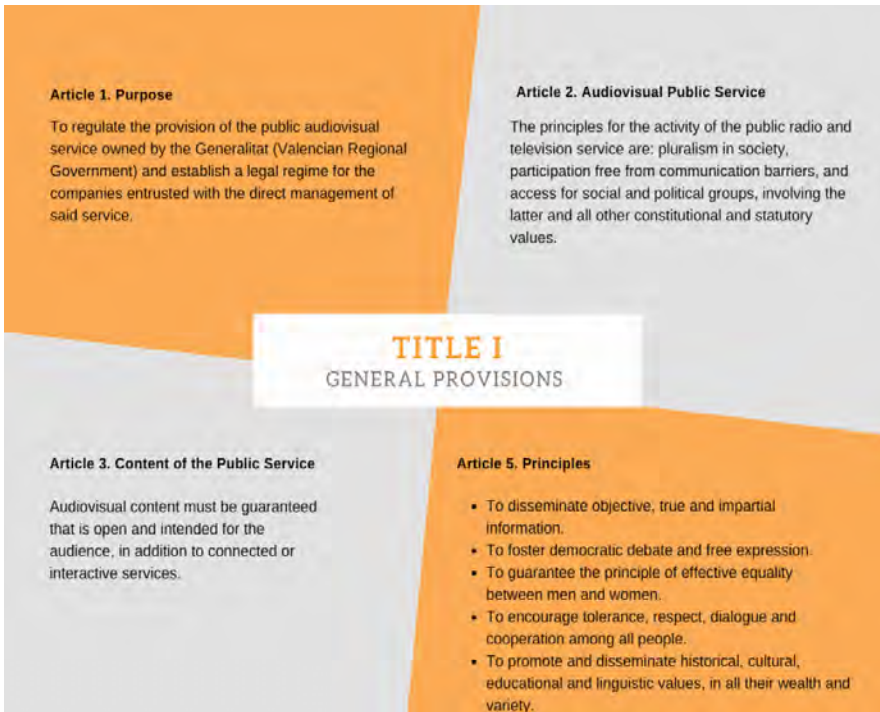 Article 1. Purpose
To regulate the provision of the public audiovisual
service owned by the Generalitat (Valencian Regional
Government) and establish a legal regime for the
companies entrusted with the direct management of
said service.
Article 2. Audiovisual Public Service
The principles for the activity of the public radio and
television service are: pluralism in society,
participation free from communication barriers, and
access for social and political groups, involving the
latter and all other constitutional and statutory
values.
TITLE I
GENERAL PROVISIONS
Article 3. Content of the Public Service
Audiovisual content must be guaranteed
that is open and intended for the
audience, in addition to connected or
interactive services.
Article 5. Principles
• To disseminate objective, true and impartial
information.
• To foster democratic debate and free expression.
• To guarantee the principle of effective equality
between men and women.
• To encourage tolerance, respect, dialogue and
cooperation among all people.
• To promote and disseminate historical, cultural,
educational and linguistic values, in all their wealth and
variety.